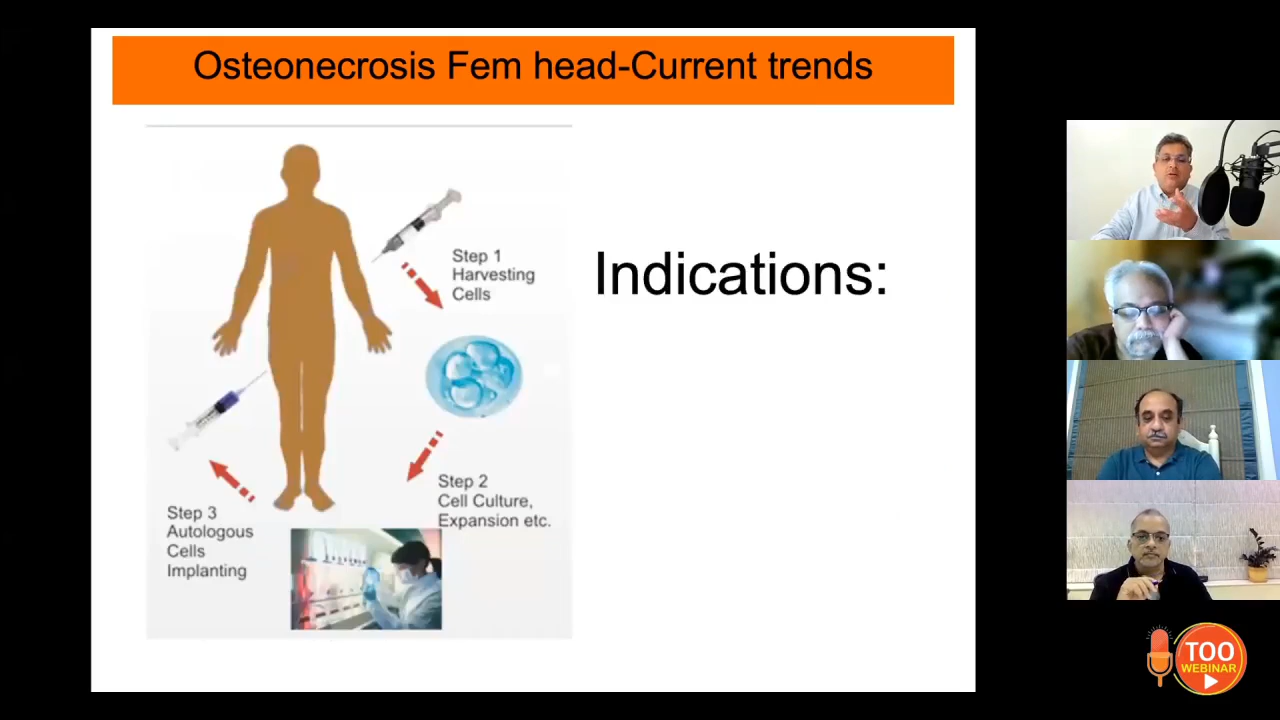 Osteonecrosis Fem head-Current trends
Step 1
Harvesting
Cells
Indications:
Step 2
Cell Culture,
Expansion etc.
Step 3
Autologous
Cells
Implanting
TOO
WEBINAR